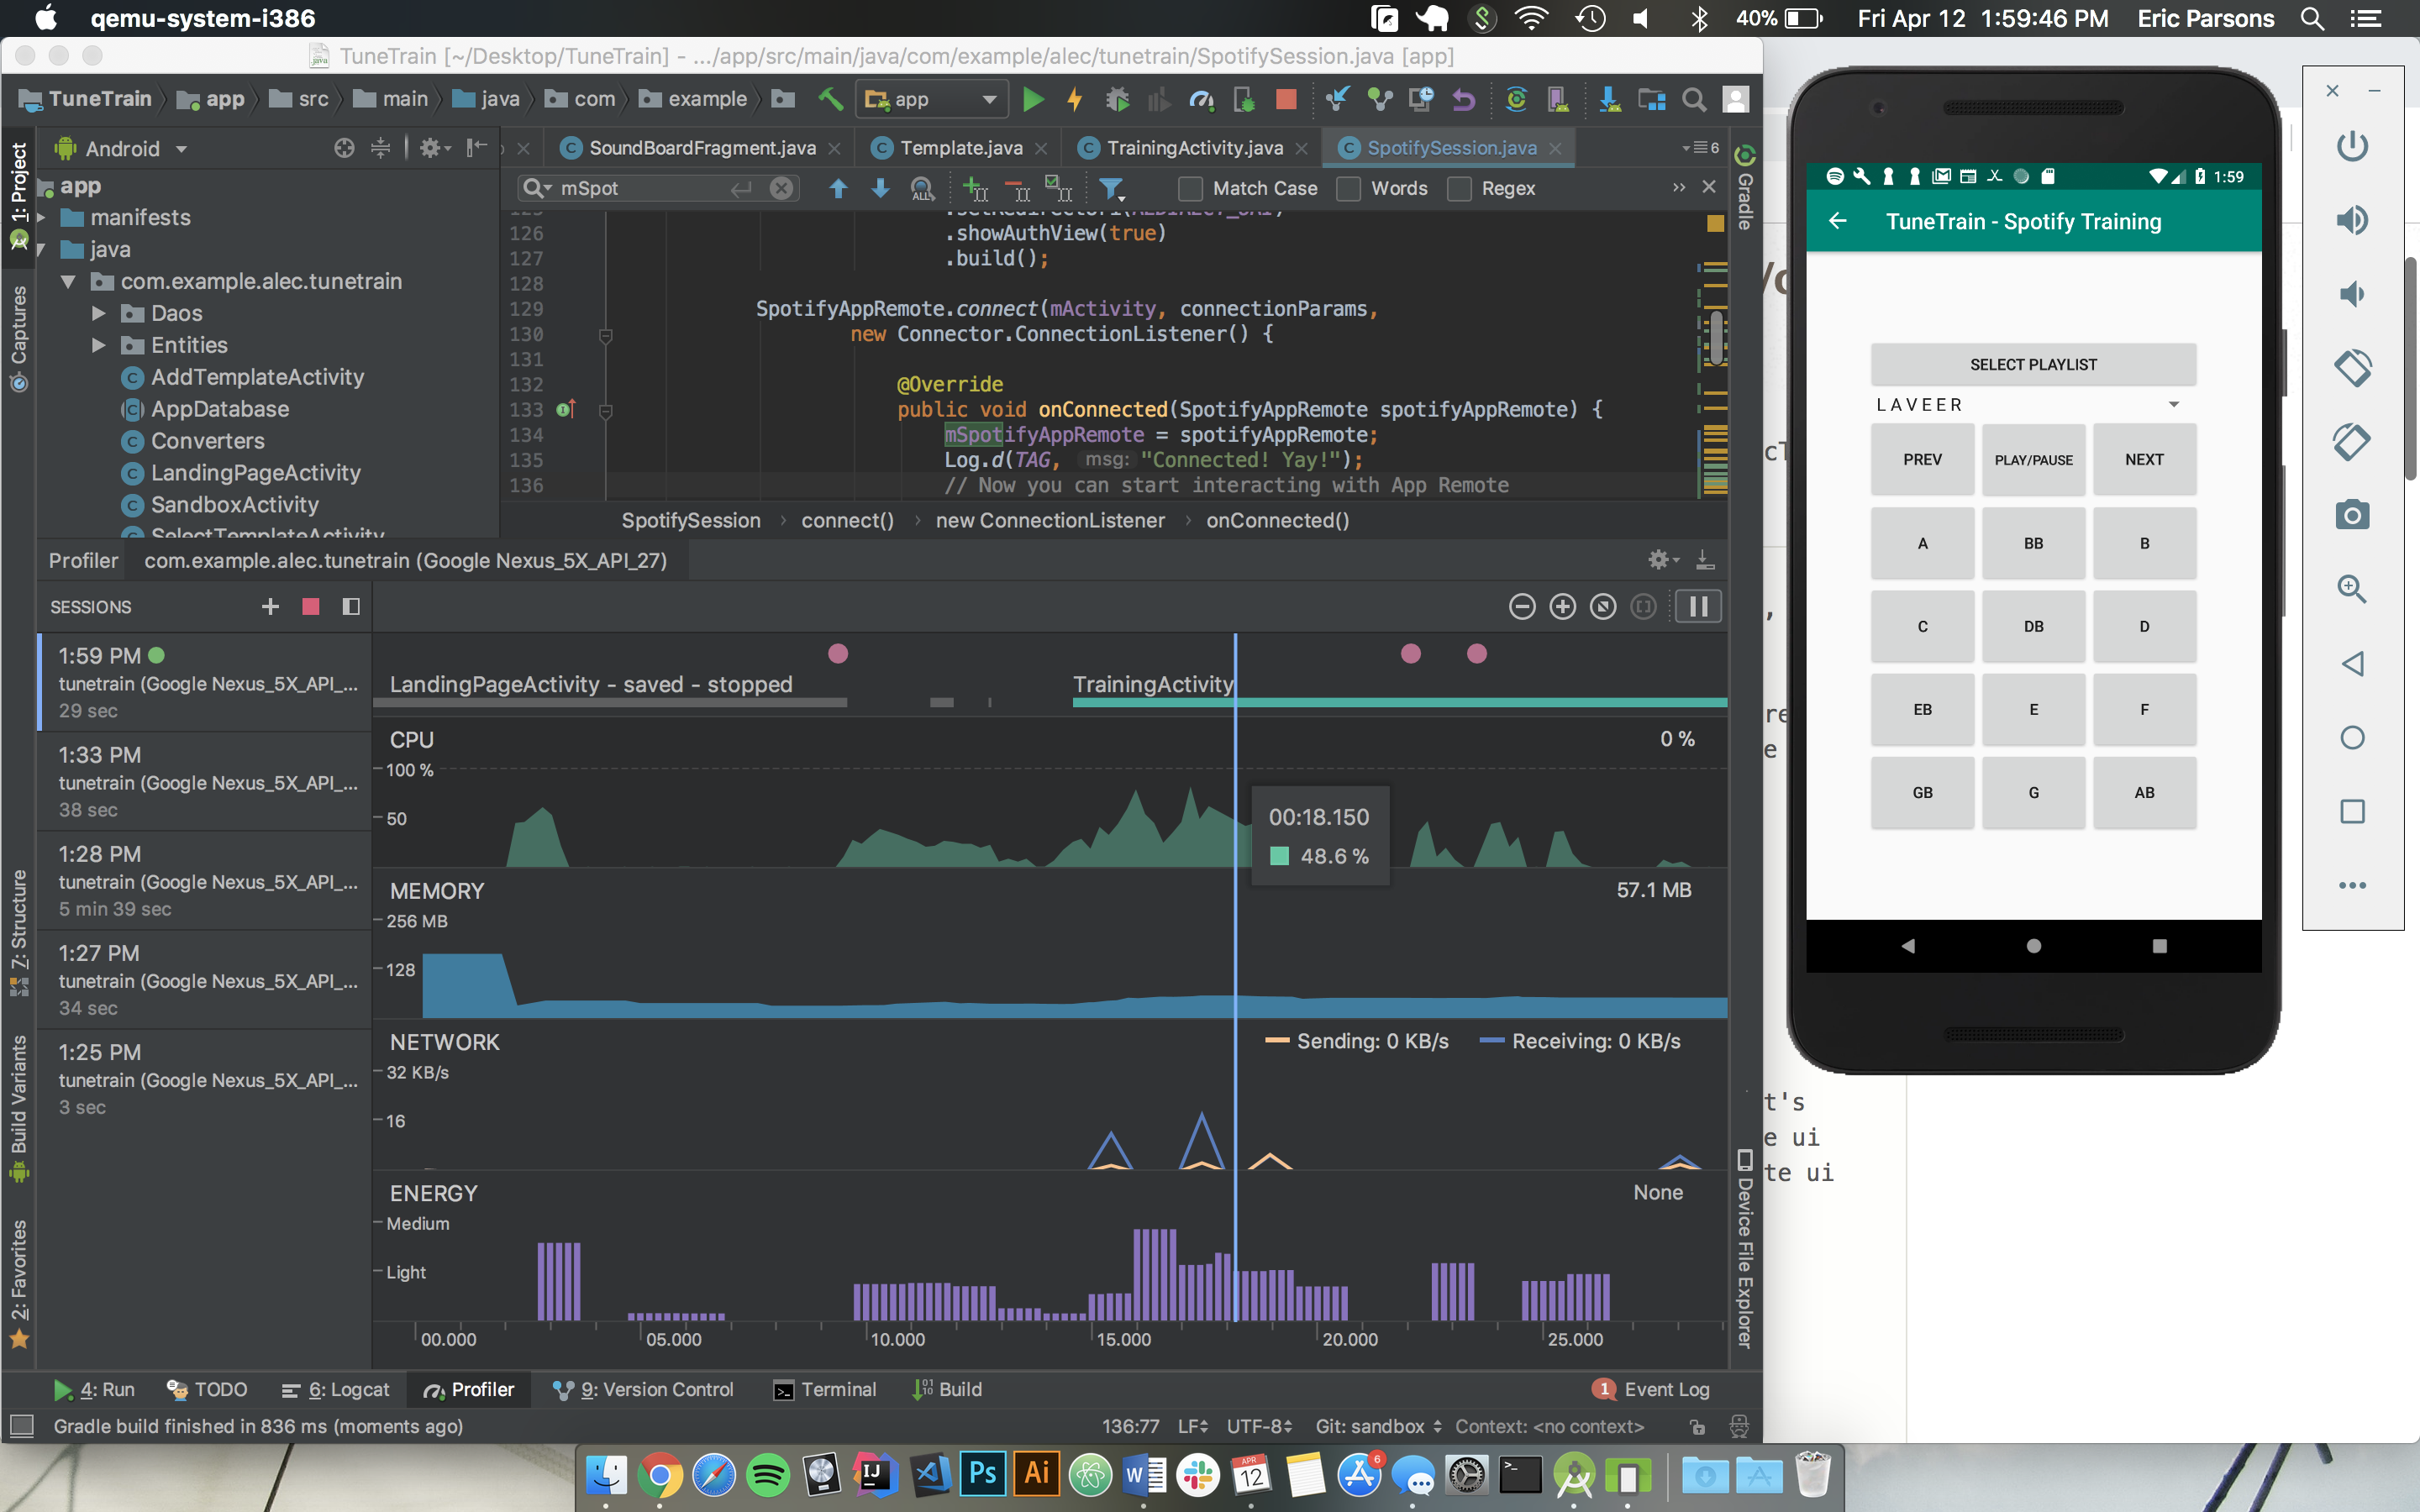 qemu-system-i386
40%
Fri Apr 12 1:59:46 PM
Eric Parsons
TuneTrain [~/Desktop/TuneTrain] - .../app/src/main/java/com/example/alec/tunetrain/SpotifySession.java [app]
TuneTrain
app
src
main
java
com
example
app
Android
SoundBoardFragment.java
Template.java
TrainingActivity.java
SpotifySession.java
6
mSpot
ALL
Match Case
Words
Regex
1: Project
Captures
7: Structure
Build Variants
2: Favorites
Gradle
Device File Explorer
app
manifests
java
com.example.alec.tunetrain
Daos
Entities
AddTemplateActivity
AppDatabase
Converters
LandingPageActivity
SandboxActivity
SelectTemplateActivity
126 .showAuthView(true)
127 .build();
128
129 SpotifyAppRemote.connect(mActivity, connectionParams,
130 new Connector.ConnectionListener() {
131
132 @Override
133 public void onConnected(SpotifyAppRemote spotifyAppRemote) {
134 mSpotifyAppRemote = spotifyAppRemote;
135 Log.d(TAG, msg: "Connected! Yay!");
136 // Now you can start interacting with App Remote
SpotifySession › connect() › new ConnectionListener › onConnected()
Profiler
com.example.alec.tunetrain (Google Nexus_5X_API_27)
SESSIONS
1:59 PM
tunetrain (Google Nexus_5X_API_...
29 sec
1:33 PM
tunetrain (Google Nexus_5X_API_...
38 sec
1:28 PM
tunetrain (Google Nexus_5X_API_...
5 min 39 sec
1:27 PM
tunetrain (Google Nexus_5X_API_...
34 sec
1:25 PM
tunetrain (Google Nexus_5X_API_...
3 sec
LandingPageActivity - saved - stopped
TrainingActivity
CPU
0 %
100 %
50
00:18.150
48.6 %
MEMORY
57.1 MB
256 MB
128
NETWORK
Sending: 0 KB/s
Receiving: 0 KB/s
32 KB/s
16
ENERGY
None
Medium
Light
00.000
05.000
10.000
15.000
20.000
25.000
4: Run
TODO
6: Logcat
Profiler
9: Version Control
Terminal
Build
1
Event Log
Gradle build finished in 836 ms (moments ago)
136:77
LF
UTF-8
Git: sandbox
Context: <no context>
1:59
TuneTrain - Spotify Training
SELECT PLAYLIST
LAVEER
PREV
PLAY/PAUSE
NEXT
A
BB
B
C
DB
D
EB
E
F
GB
G
AB
/c
re
e
t's
e ui
te ui
IJ
Ps
Ai
W
APR
12
6